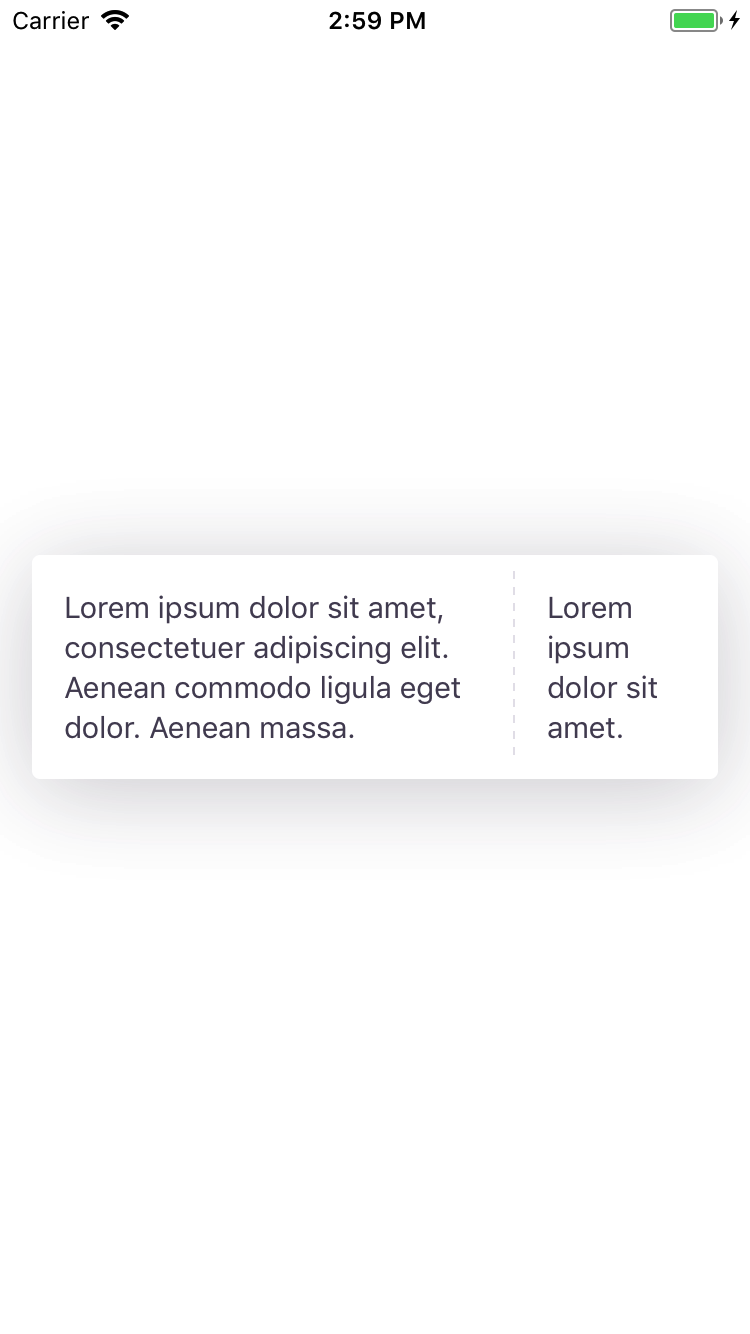 Carrier 2:59 PM
Lorem ipsum dolor sit amet,
consectetuer adipiscing elit.
Aenean commodo ligula eget
dolor. Aenean massa.
Lorem
ipsum
dolor sit
amet.